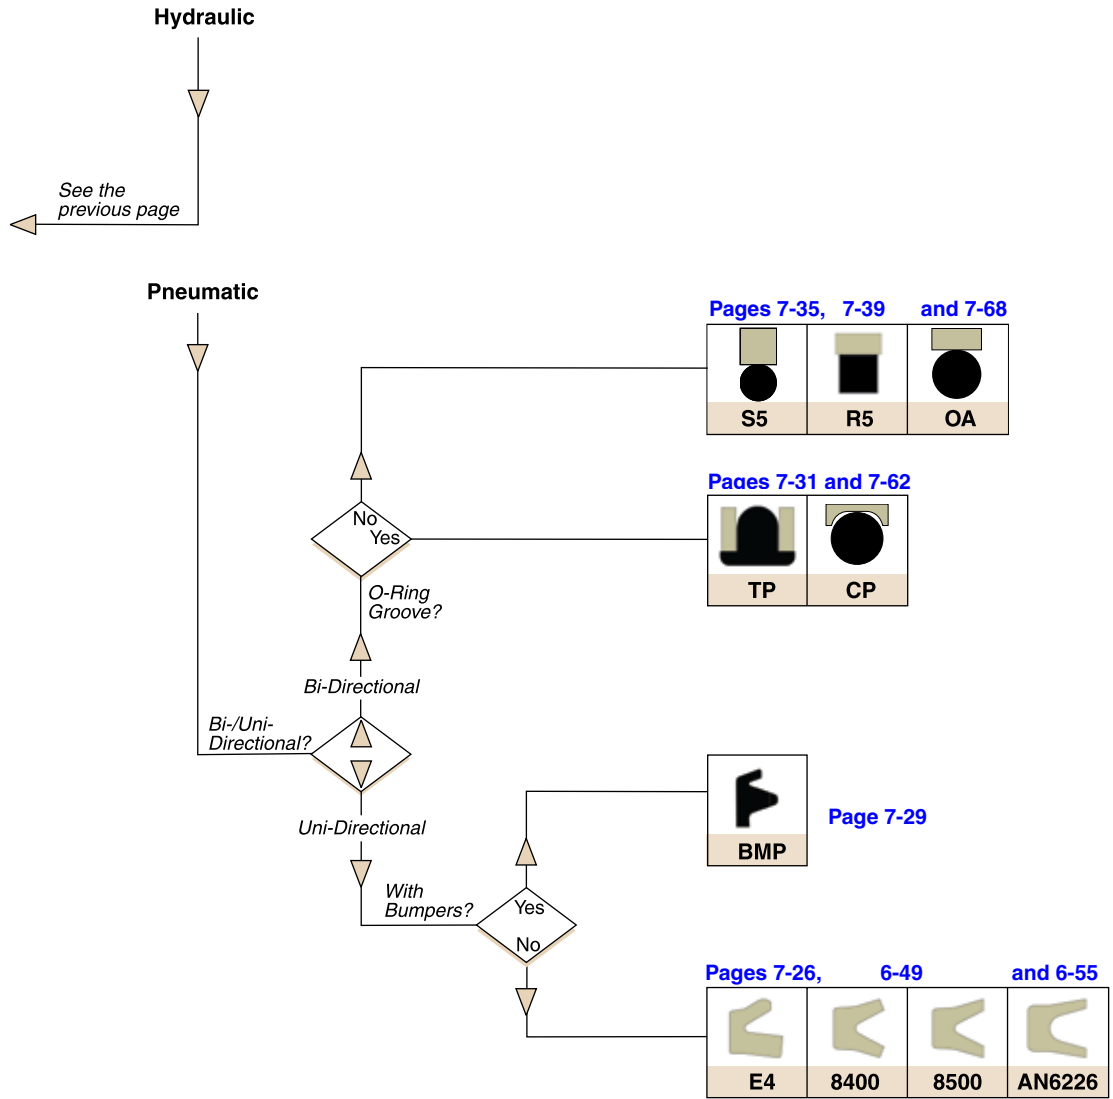 Hydraulic
See the
previous page
Pneumatic
Pages 7-35, 7-39 and 7-68
S5 R5 OA
No
Yes
Pages 7-31 and 7-62
TP CP
O-Ring
Groove?
Bi-Directional
Bi-/Uni-
Directional?
Uni-Directional
BMP
Page 7-29
With
Bumpers?
Yes
No
Pages 7-26, 6-49 and 6-55
E4 8400 8500 AN6226